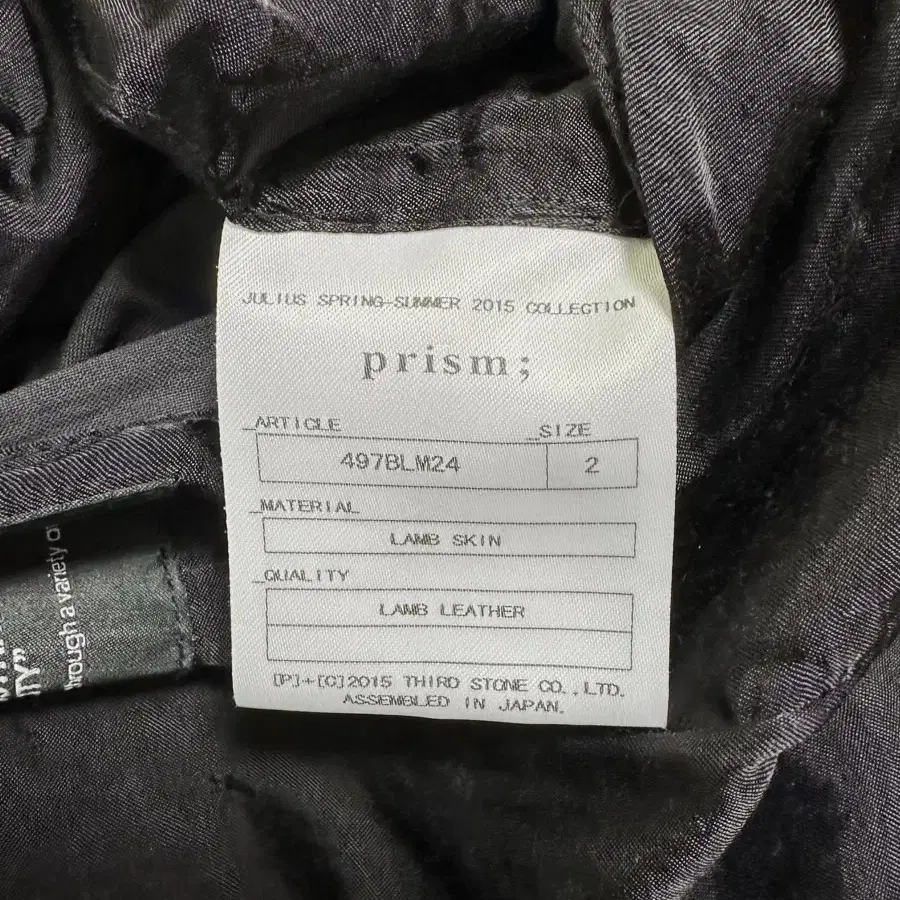 JULIUS SPRING-SUMMER 2015 COLLECTION
prism;
_ARTICLE _SIZE
497BLM24 2
_MATERIAL
LAMB SKIN
_QUALITY
LAMB LEATHER
[P]+[C]2015 THIRD STONE CO.,LTD.
ASSEMBLED IN JAPAN.
through a variety